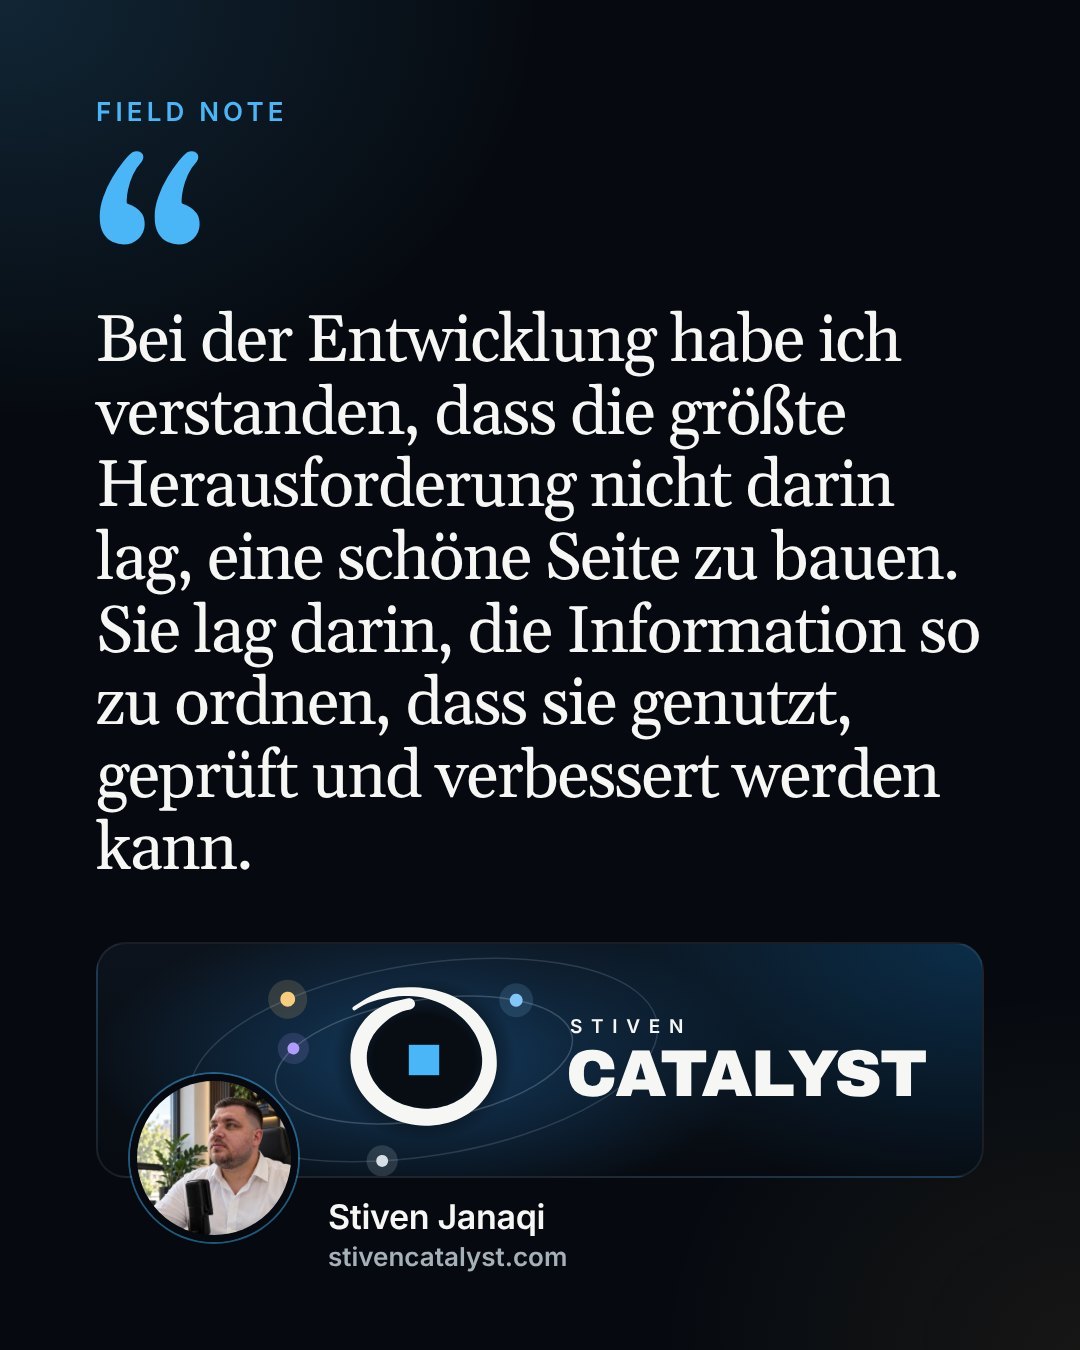 FIELD NOTE
“
Bei der Entwicklung habe ich
verstanden, dass die größte
Herausforderung nicht darin
lag, eine schöne Seite zu bauen.
Sie lag darin, die Information so
zu ordnen, dass sie genutzt,
geprüft und verbessert werden
kann.
STIVEN
CATALYST
Stiven Janaqi
stivencatalyst.com